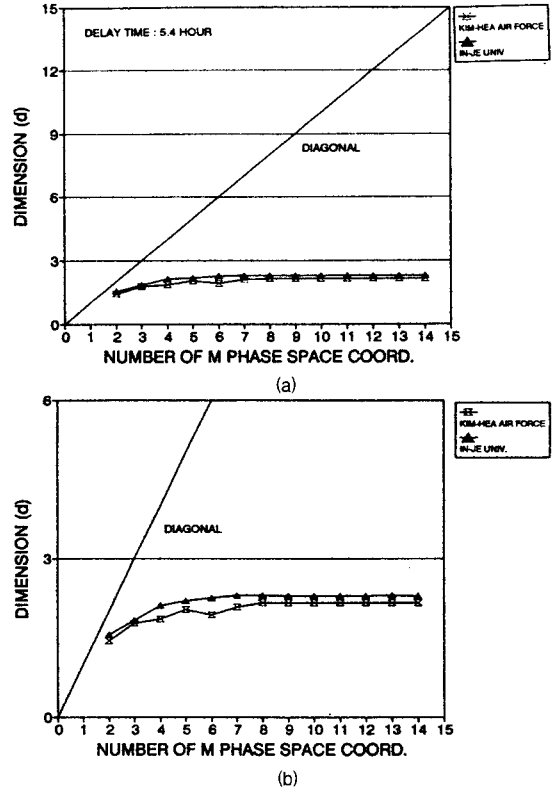 15
12
9
6
3
0
DIMENSION (d)
DELAY TIME : 5.4 HOUR
DIAGONAL
KIM-HEA AIR FORCE
IN-JE UNIV
0 1 2 3 4 5 6 7 8 9 10 11 12 13 14 15
NUMBER OF M PHASE SPACE COORD.
(a)
6
3
0
DIMENSION (d)
DIAGONAL
KIM-HEA AIR FORCE
IN-JE UNIV.
0 1 2 3 4 5 6 7 8 9 10 11 12 13 14 15
NUMBER OF M PHASE SPACE COORD.
(b)